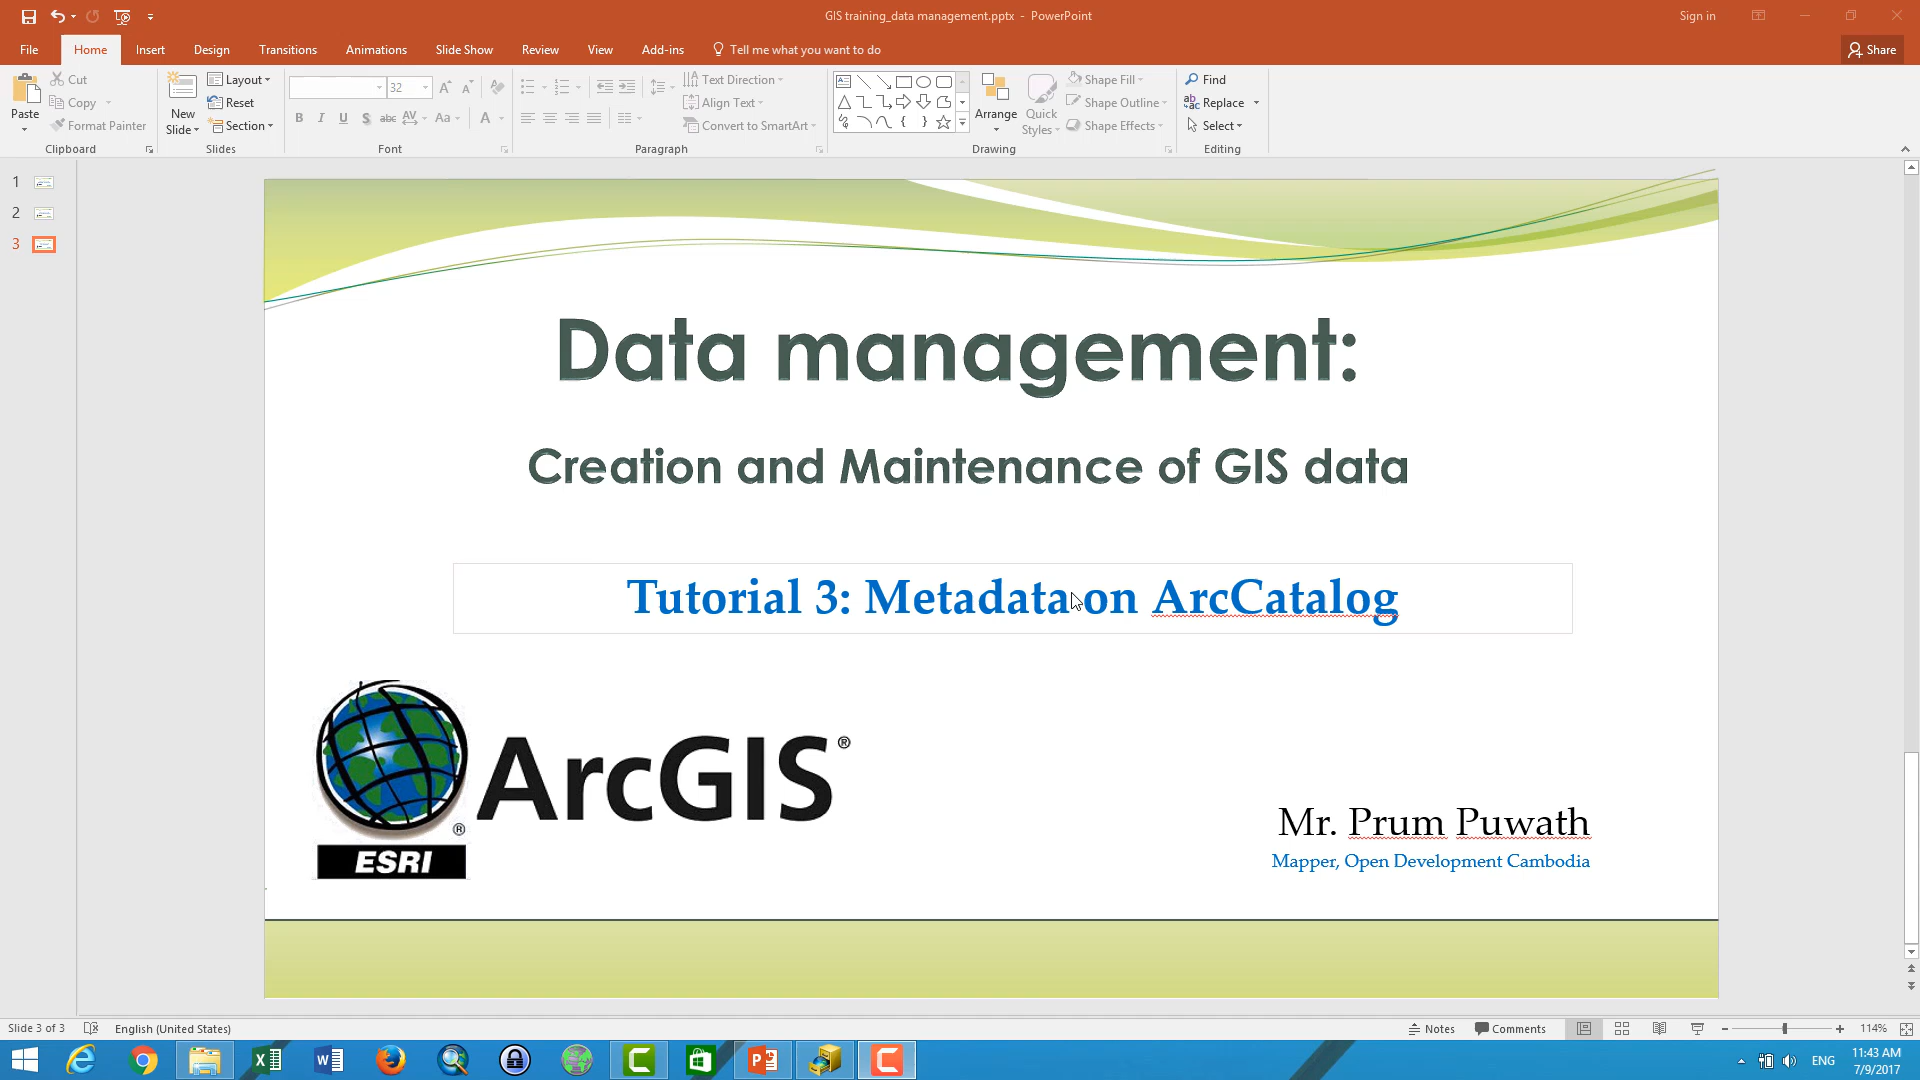 GIS training_data management.pptx - PowerPoint
Sign in
File Home Insert Design Transitions Animations Slide Show Review View Add-ins Tell me what you want to do Share
Paste
Cut
Copy
Format Painter
Clipboard
New Slide
Layout
Reset
Section
Slides
32
B I U S abc AV Aa A
Font
Text Direction
Align Text
Convert to SmartArt
Paragraph
Arrange
Quick Styles
Shape Fill
Shape Outline
Shape Effects
Drawing
Find
Replace
Select
Editing
1
2
3
Data management:
Creation and Maintenance of GIS data
Tutorial 3: Metadata on ArcCatalog
ArcGIS®
®
ESRI
Mr. Prum Puwath
Mapper, Open Development Cambodia
Slide 3 of 3 English (United States) Notes Comments 114%
ENG
11:43 AM
7/9/2017